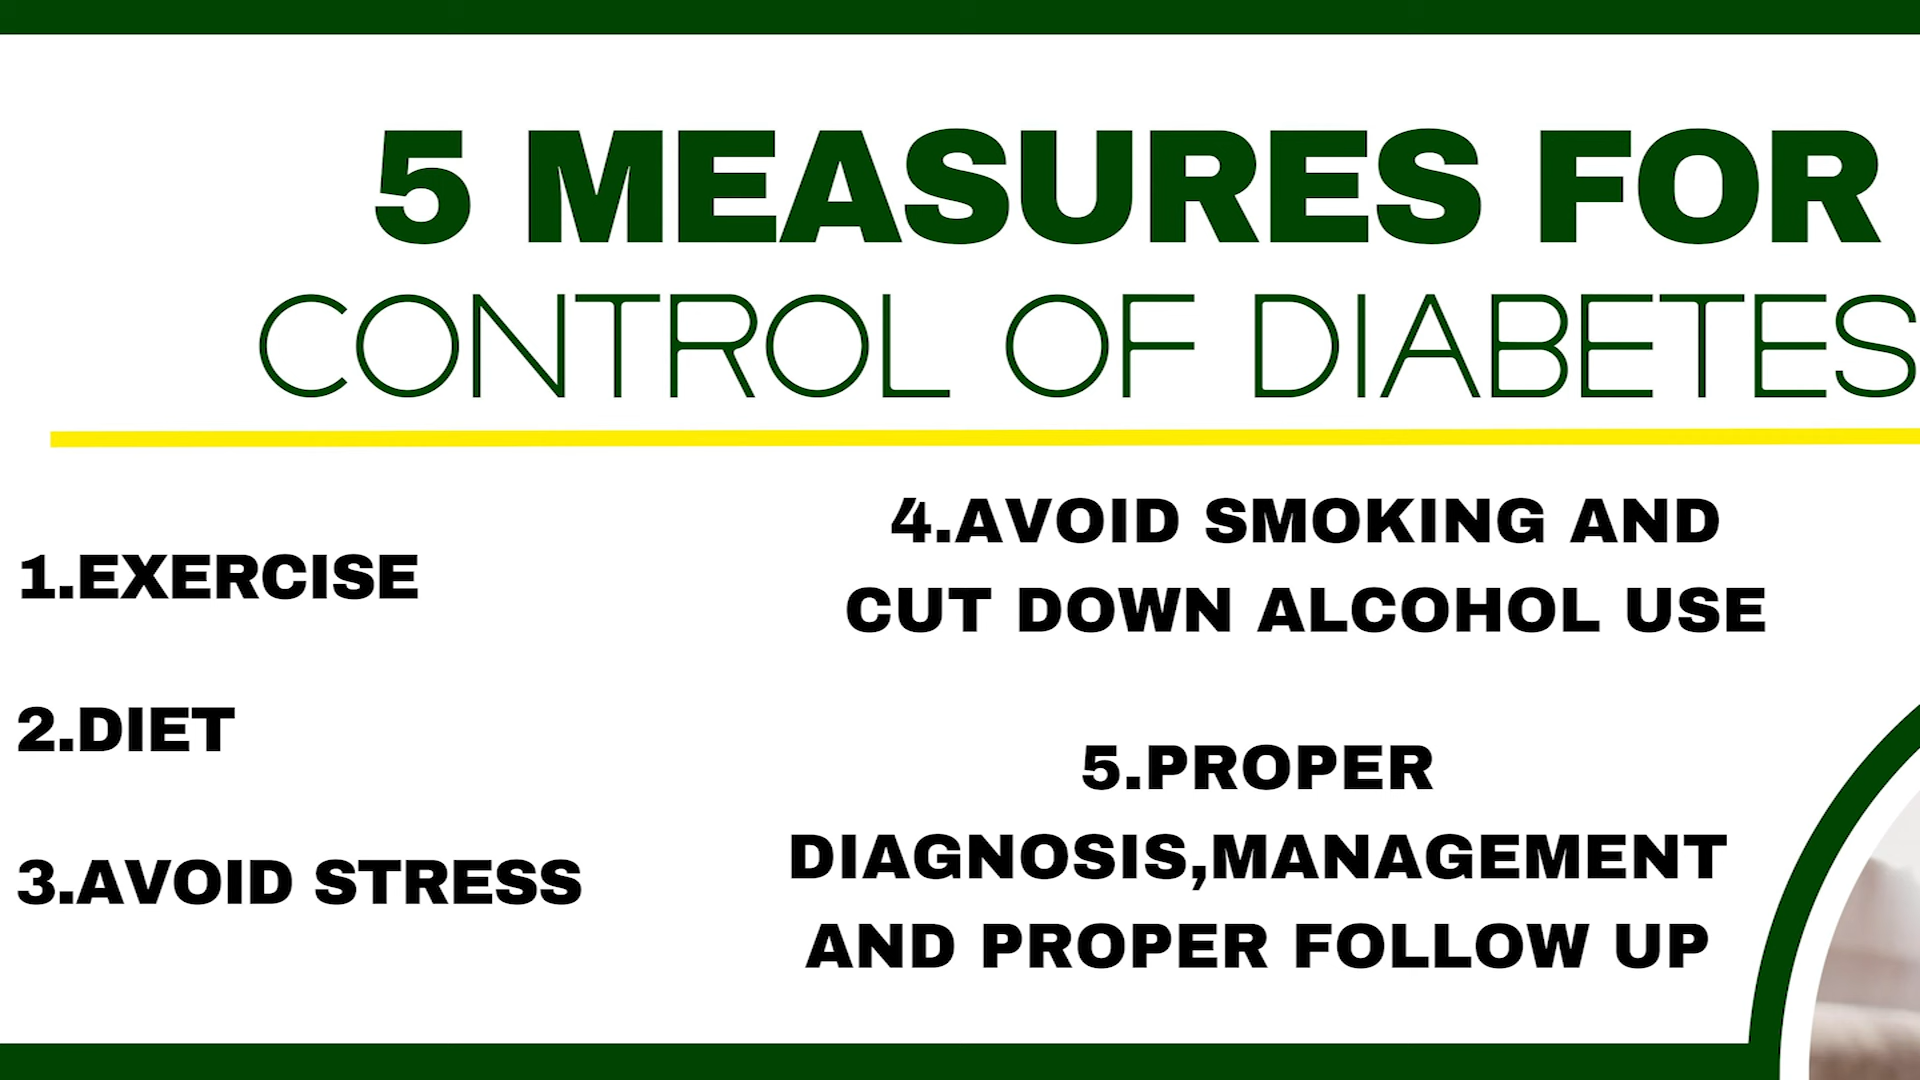 5 MEASURES FOR
CONTROL OF DIABETES
1.EXERCISE
2.DIET
3.AVOID STRESS
4.AVOID SMOKING AND
CUT DOWN ALCOHOL USE
5.PROPER
DIAGNOSIS,MANAGEMENT
AND PROPER FOLLOW UP